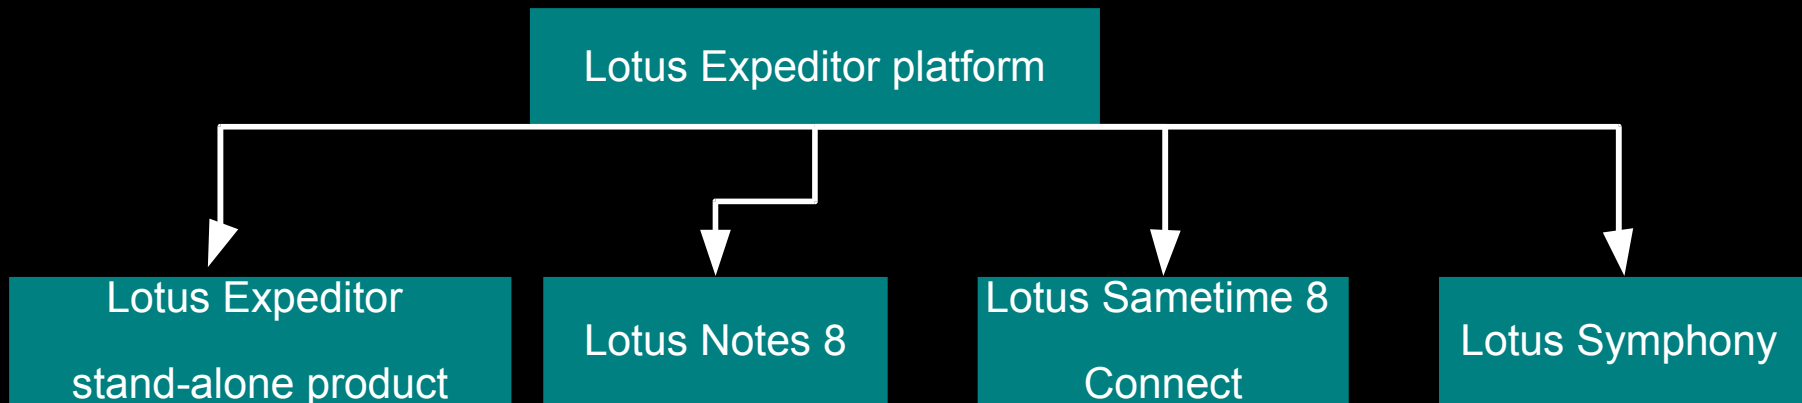 Lotus Expeditor platform
Lotus Expeditor
stand-alone product
Lotus Notes 8
Lotus Sametime 8
Connect
Lotus Symphony